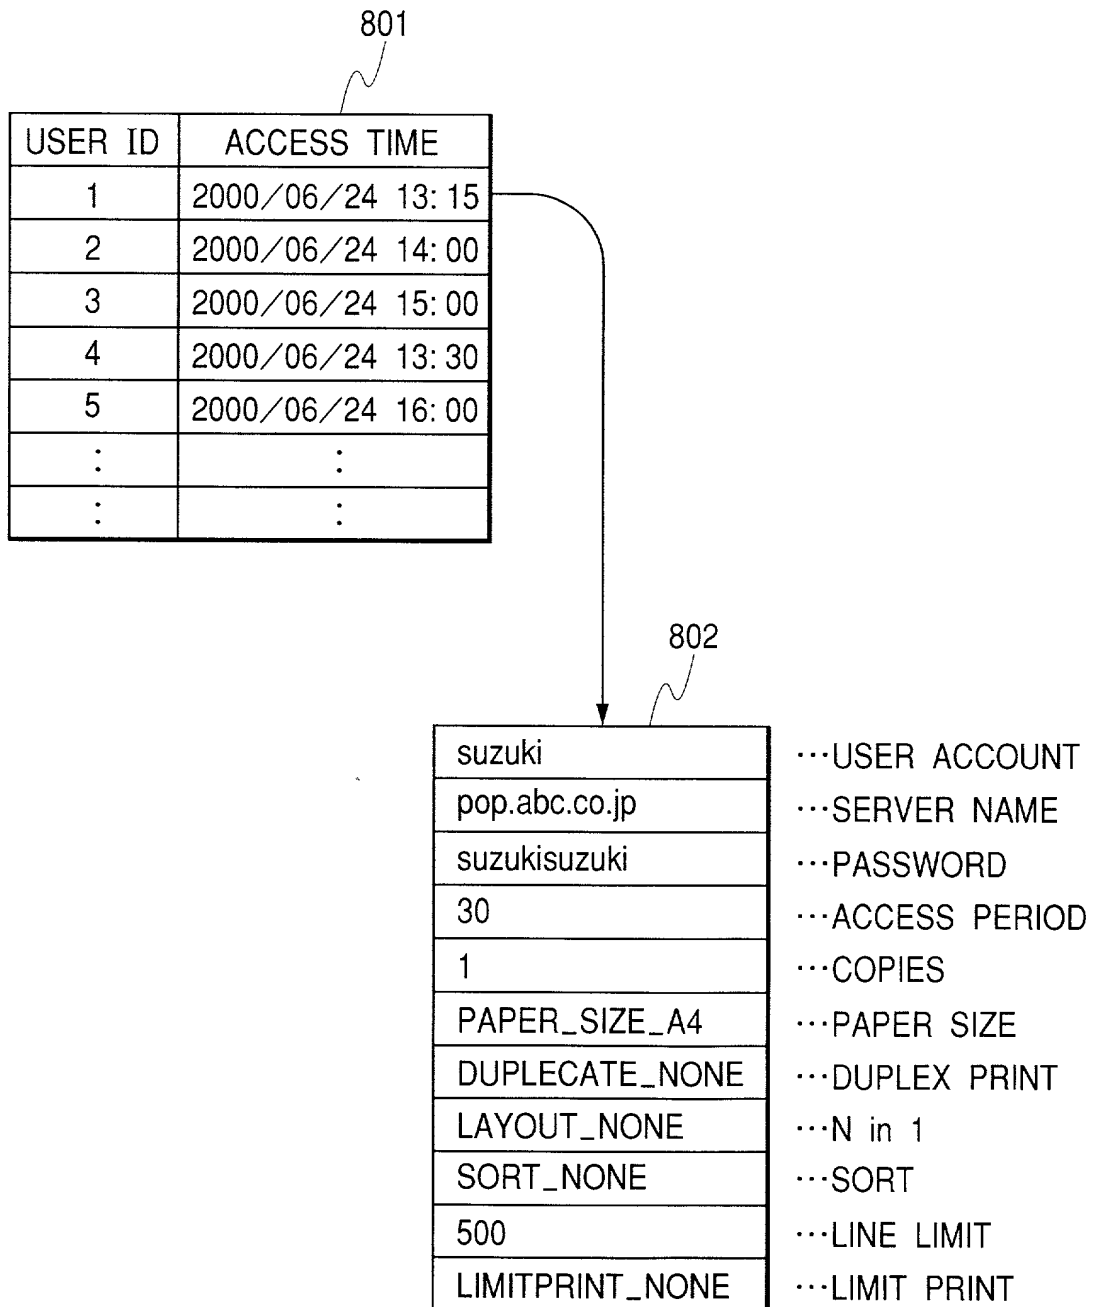 801
USER ID ACCESS TIME
1 2000/06/24 13:15
2 2000/06/24 14:00
3 2000/06/24 15:00
4 2000/06/24 13:30
5 2000/06/24 16:00
: :
: :
802
suzuki ···USER ACCOUNT
pop.abc.co.jp ···SERVER NAME
suzukisuzuki ···PASSWORD
30 ···ACCESS PERIOD
1 ···COPIES
PAPER_SIZE_A4 ···PAPER SIZE
DUPLECATE_NONE ···DUPLEX PRINT
LAYOUT_NONE ···N in 1
SORT_NONE ···SORT
500 ···LINE LIMIT
LIMITPRINT_NONE ···LIMIT PRINT